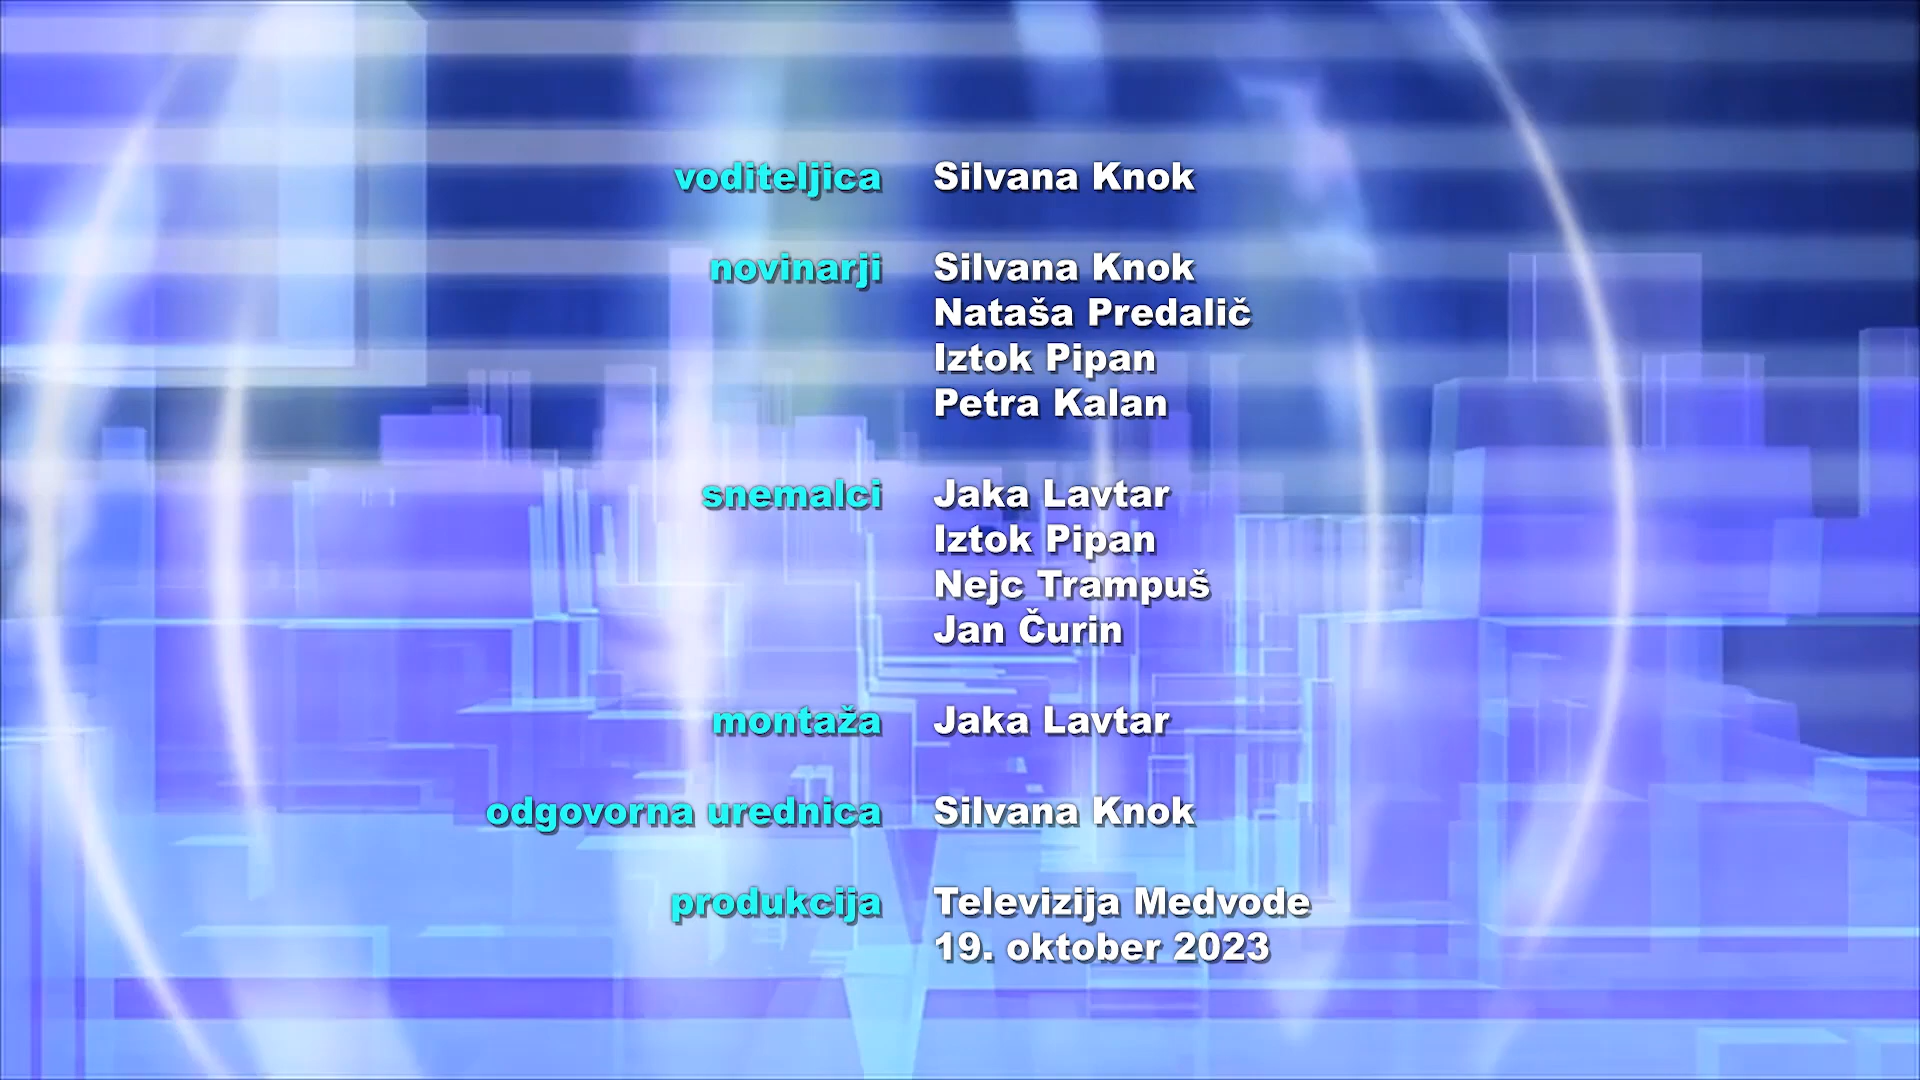 voditeljica Silvana Knok
novinarji Silvana Knok
Nataša Predalič
Iztok Pipan
Petra Kalan
snemalci Jaka Lavtar
Iztok Pipan
Nejc Trampuš
Jan Čurin
montaža Jaka Lavtar
odgovorna urednica Silvana Knok
produkcija Televizija Medvode
19. oktober 2023